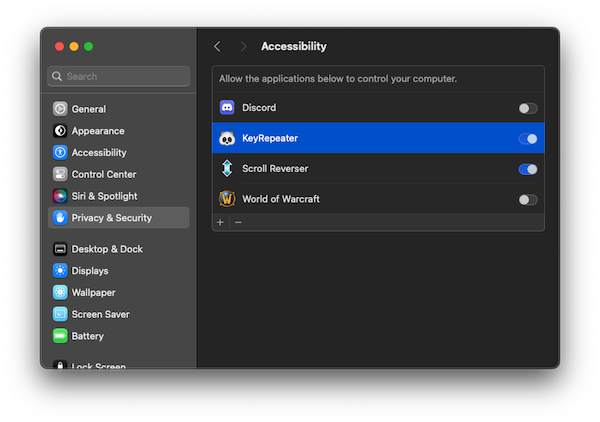 Accessibility
Search
General
Appearance
Accessibility
Control Center
Siri & Spotlight
Privacy & Security
Desktop & Dock
Displays
Wallpaper
Screen Saver
Battery
Lock Screen
Allow the applications below to control your computer.
Discord
KeyRepeater
Scroll Reverser
World of Warcraft
+ −